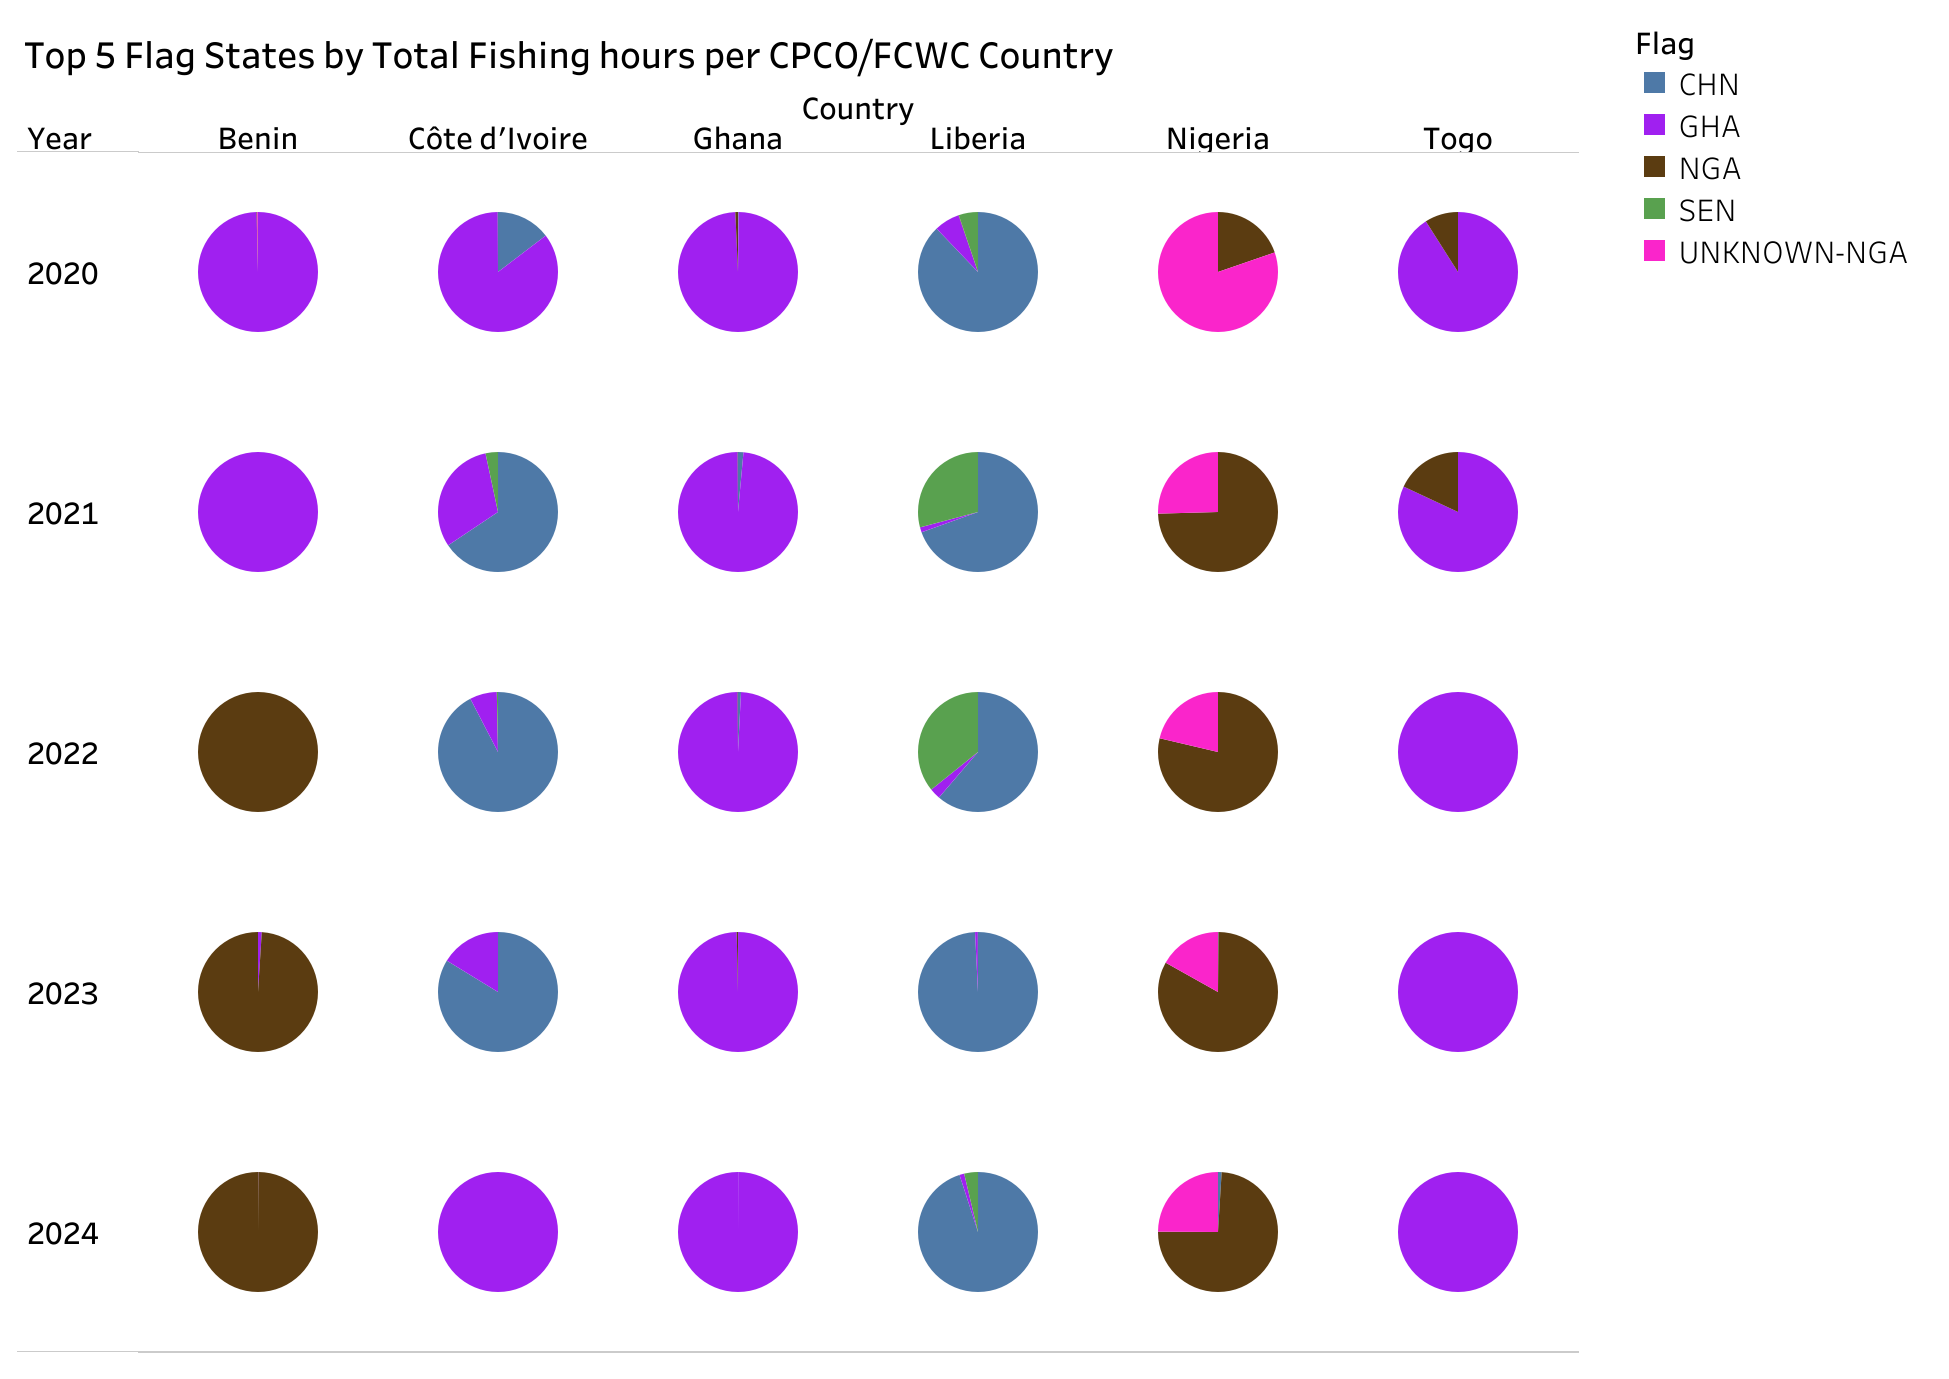 Top 5 Flag States by Total Fishing hours per CPCO/FCWC Country
Country
Year Benin Côte d’Ivoire Ghana Liberia Nigeria Togo
2020
2021
2022
2023
2024
Flag
CHN
GHA
NGA
SEN
UNKNOWN-NGA